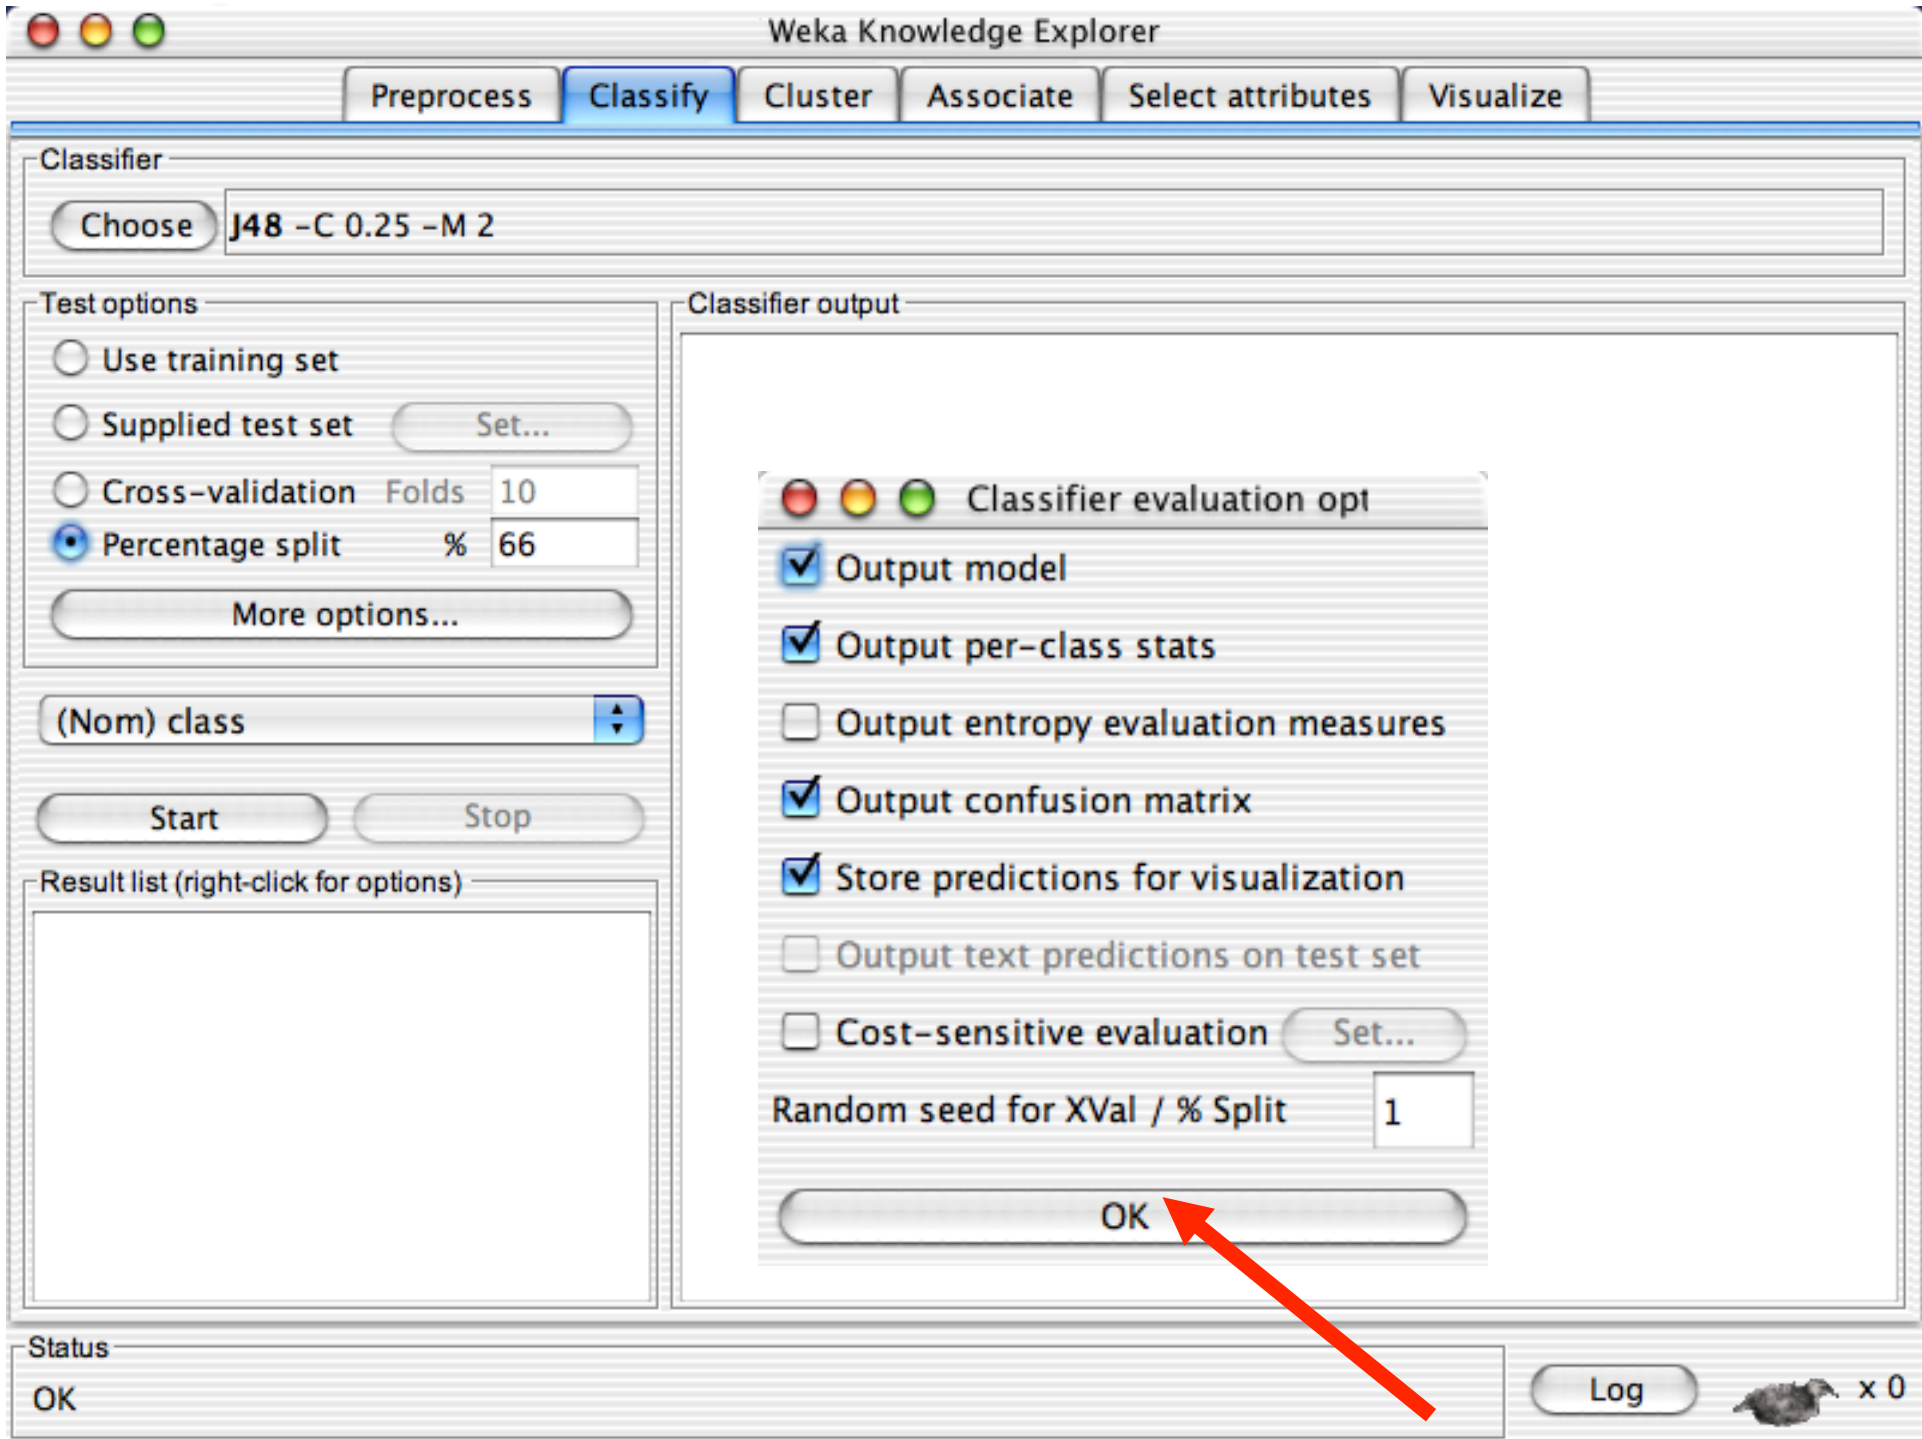 Weka Knowledge Explorer
Preprocess Classify Cluster Associate Select attributes Visualize
Classifier
Choose J48 -C 0.25 -M 2
Test options
Use training set
Supplied test set Set...
Cross-validation Folds 10
Percentage split % 66
More options...
(Nom) class
Start Stop
Result list (right-click for options)
Classifier output
Classifier evaluation opt
Output model
Output per-class stats
Output entropy evaluation measures
Output confusion matrix
Store predictions for visualization
Output text predictions on test set
Cost-sensitive evaluation Set...
Random seed for XVal / % Split 1
OK
Status
OK
Log x 0